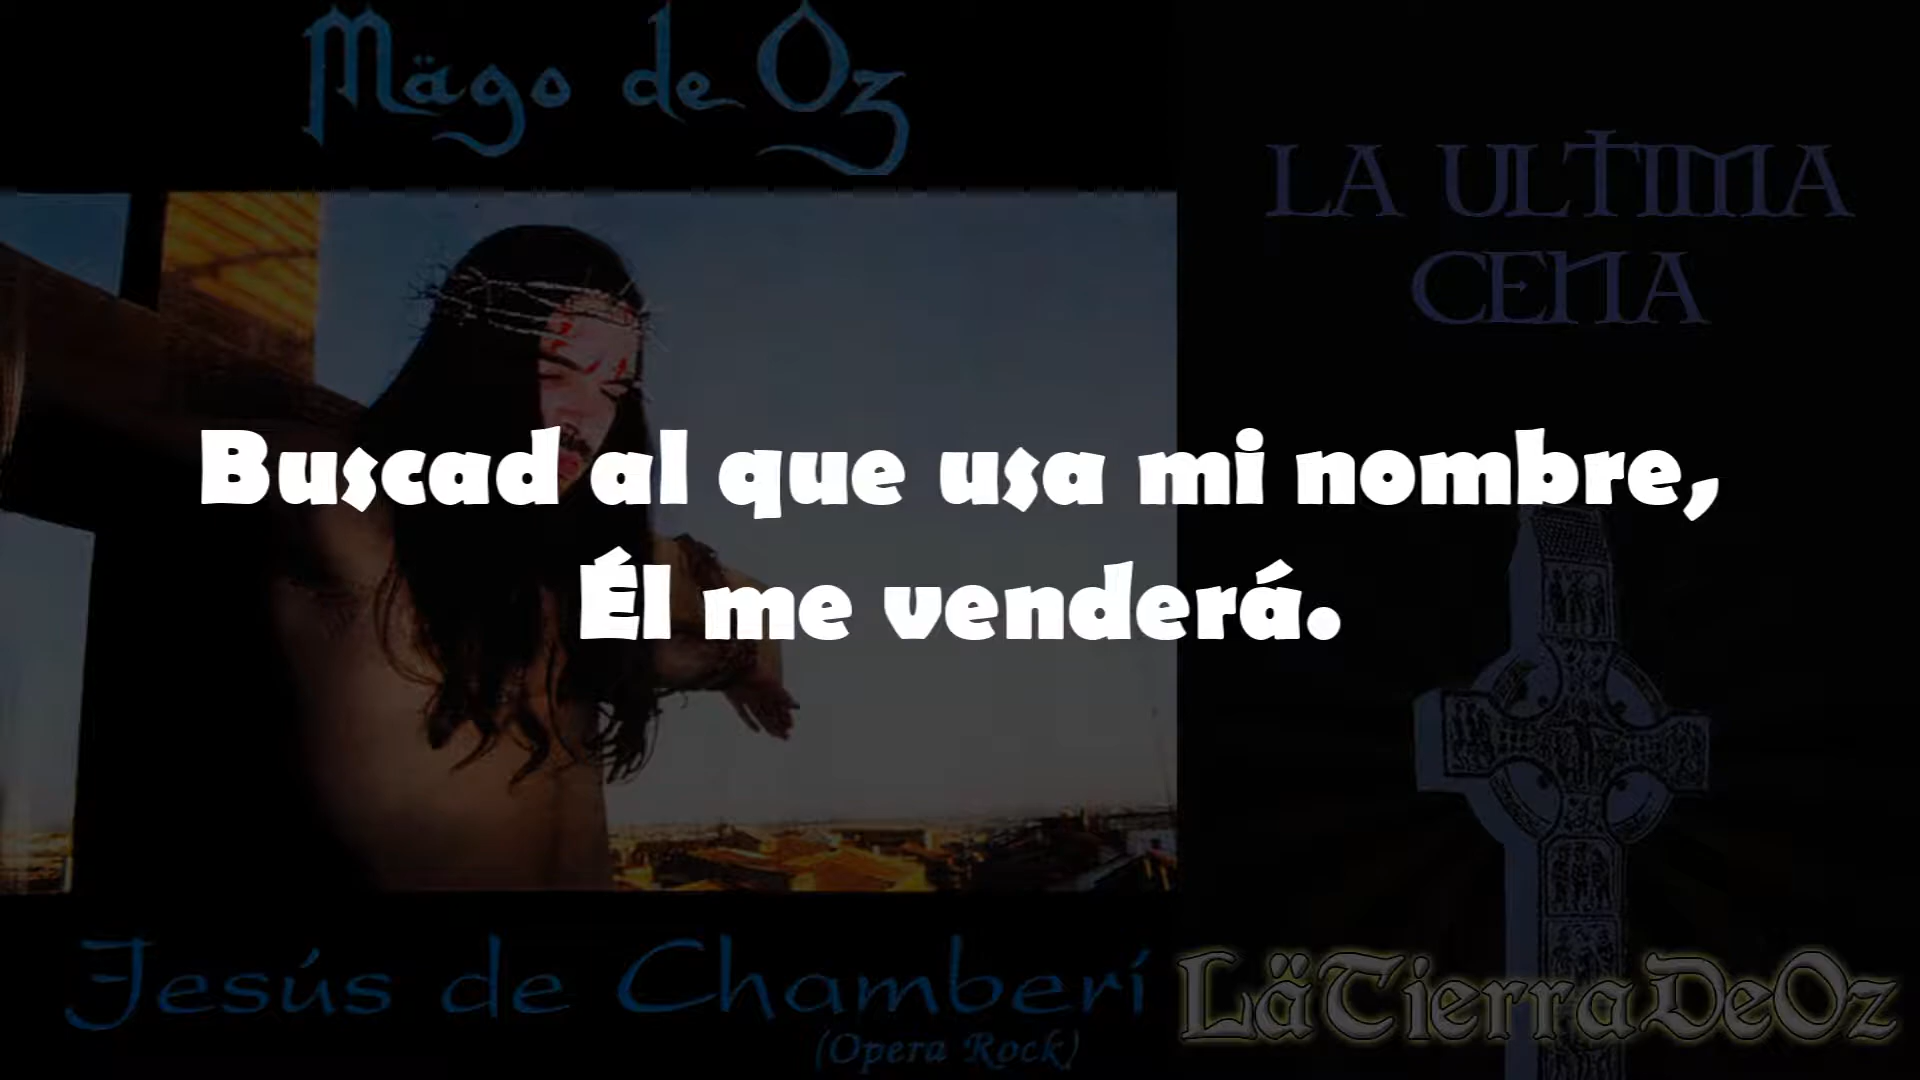 Mägo de Oz
LA ULTIMA
CENA
Buscad al que usa mi nombre,
Él me venderá.
Jesús de Chamberí
(Opera Rock)
LäTierraDeOz